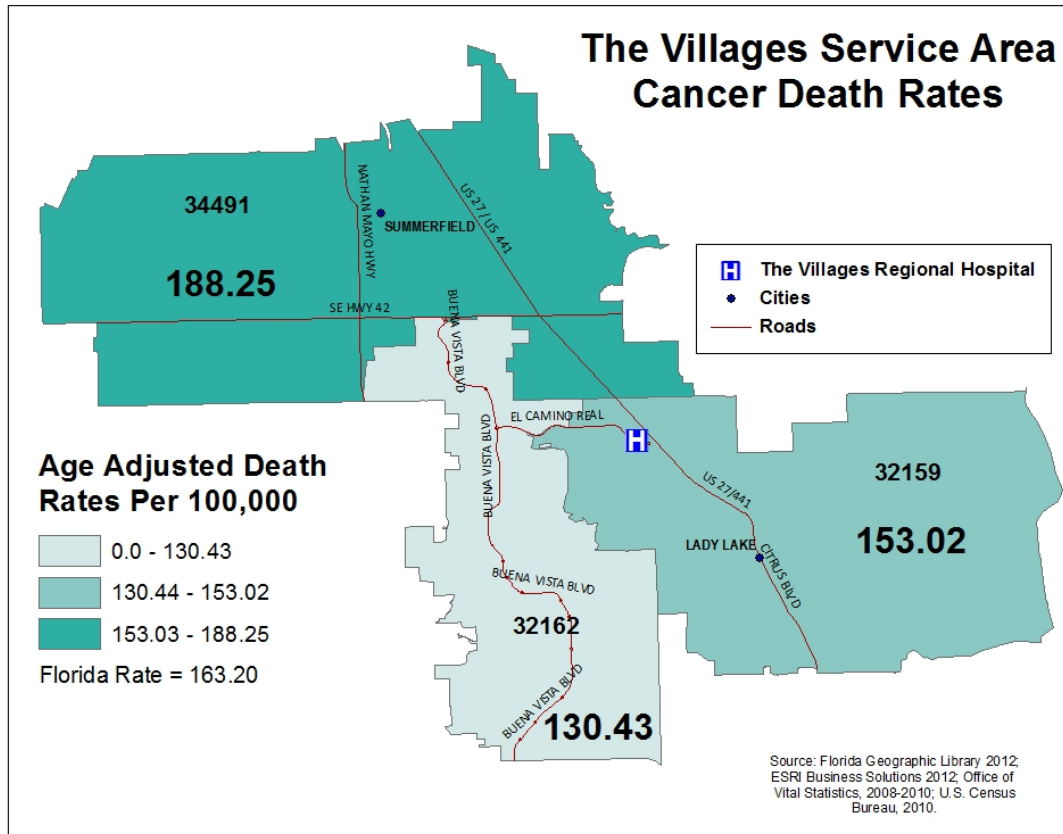 The Villages Service Area
Cancer Death Rates
34491
188.25
NATHAN MAYO HWY
SUMMERFIELD
US 27 / US 441
SE HWY 42
BUENA VISTA BLVD
H The Villages Regional Hospital
Cities
Roads
BUENA VISTA BLVD
EL CAMINO REAL
H
US 27/441
32159
153.02
LADY LAKE
CITRUS BLVD
Age Adjusted Death
Rates Per 100,000
0.0 - 130.43
130.44 - 153.02
153.03 - 188.25
Florida Rate = 163.20
BUENA VISTA BLVD
32162
BUENA VISTA BLVD
130.43
Source: Florida Geographic Library 2012;
ESRI Business Solutions 2012; Office of
Vital Statistics, 2008-2010; U.S. Census
Bureau, 2010.